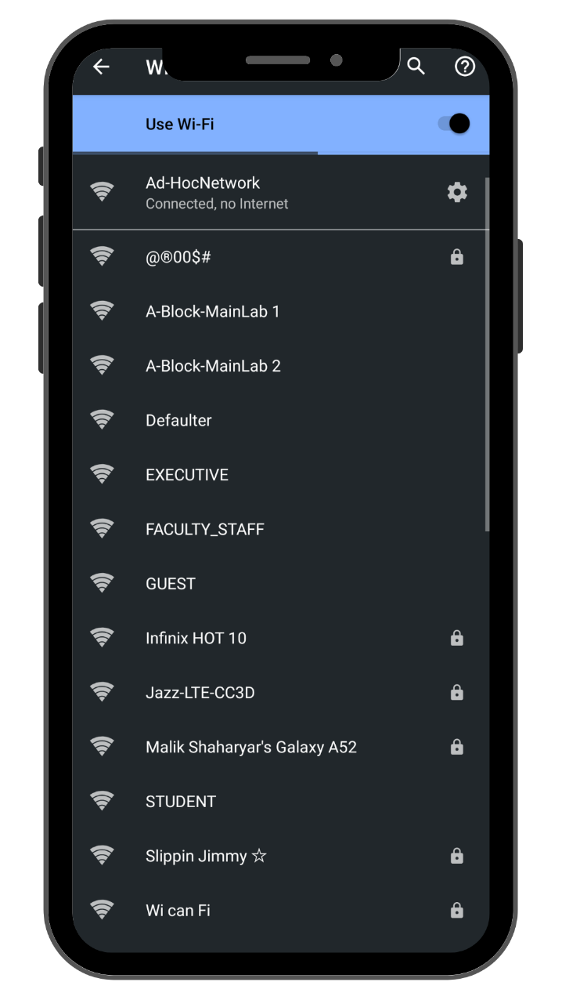 Use Wi-Fi
Ad-HocNetwork
Connected, no Internet
@®00$#
A-Block-MainLab 1
A-Block-MainLab 2
Defaulter
EXECUTIVE
FACULTY_STAFF
GUEST
Infinix HOT 10
Jazz-LTE-CC3D
Malik Shaharyar's Galaxy A52
STUDENT
Slippin Jimmy ☆
Wi can Fi